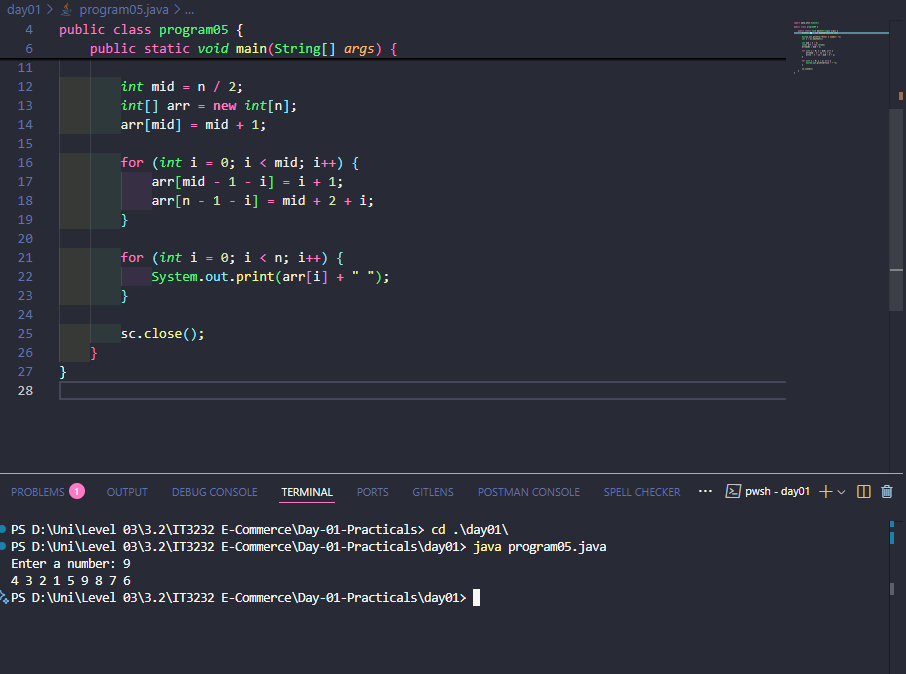 day01 > program05.java > ...
4 public class program05 {
6 public static void main(String[] args) {
11
12 int mid = n / 2;
13 int[] arr = new int[n];
14 arr[mid] = mid + 1;
15
16 for (int i = 0; i < mid; i++) {
17 arr[mid - 1 - i] = i + 1;
18 arr[n - 1 - i] = mid + 2 + i;
19 }
20
21 for (int i = 0; i < n; i++) {
22 System.out.print(arr[i] + " ");
23 }
24
25 sc.close();
26 }
27 }
28
PROBLEMS 1 OUTPUT DEBUG CONSOLE TERMINAL PORTS GITLENS POSTMAN CONSOLE SPELL CHECKER ... pwsh - day01
PS D:\Uni\Level 03\3.2\IT3232 E-Commerce\Day-01-Practicals> cd .\day01\
PS D:\Uni\Level 03\3.2\IT3232 E-Commerce\Day-01-Practicals\day01> java program05.java
Enter a number: 9
4 3 2 1 5 9 8 7 6
PS D:\Uni\Level 03\3.2\IT3232 E-Commerce\Day-01-Practicals\day01>